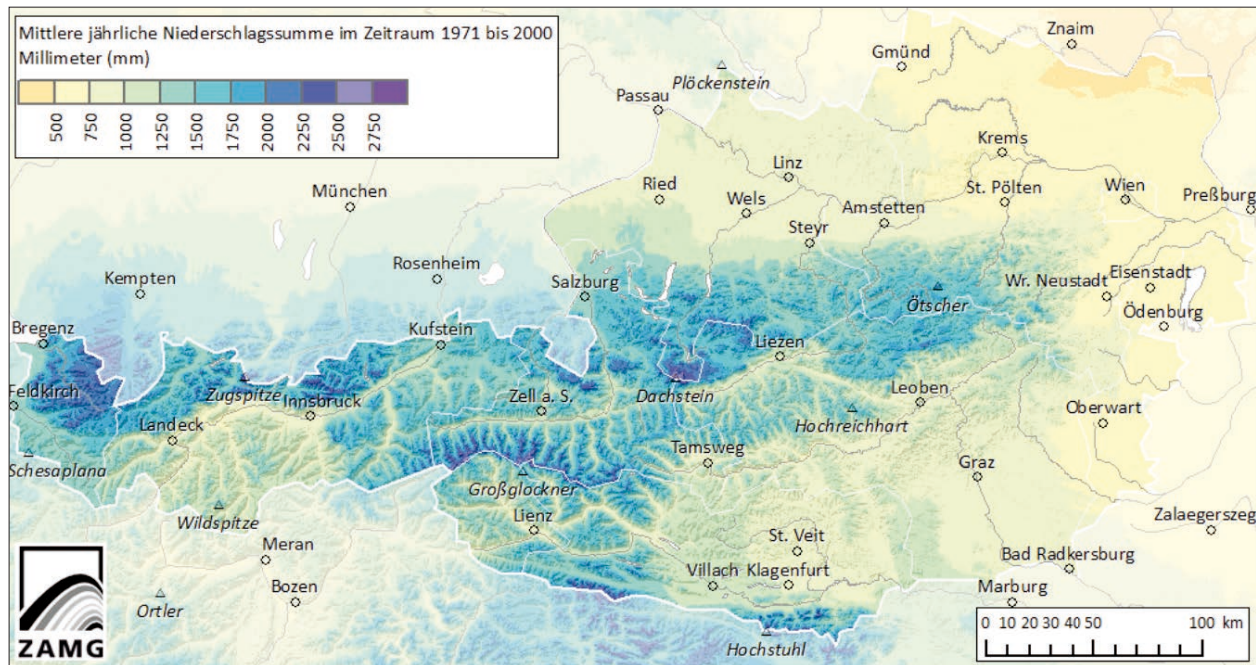 Mittlere jährliche Niederschlagssumme im Zeitraum 1971 bis 2000
Millimeter (mm)
500 750 1000 1250 1500 1750 2000 2250 2500 2750
Znaim
Gmünd
Plöckenstein
Passau
Krems
Linz
Ried
St. Pölten
Wien
München
Wels
Amstetten
Preßburg
Steyr
Rosenheim
Kempten
Salzburg
Ötscher
Wr. Neustadt
Eisenstadt
Ödenburg
Bregenz
Kufstein
Liezen
Feldkirch
Zugspitze
Innsbruck
Zell a. S.
Dachstein
Leoben
Hochreichhart
Oberwart
Landeck
Tamsweg
Schesaplana
Großglockner
Graz
Wildspitze
Lienz
Zalaegerszeg
St. Veit
Meran
Bad Radkersburg
Villach
Klagenfurt
Bozen
Marburg
Ortler
Hochstuhl
ZAMG
0 10 20 30 40 50 100 km